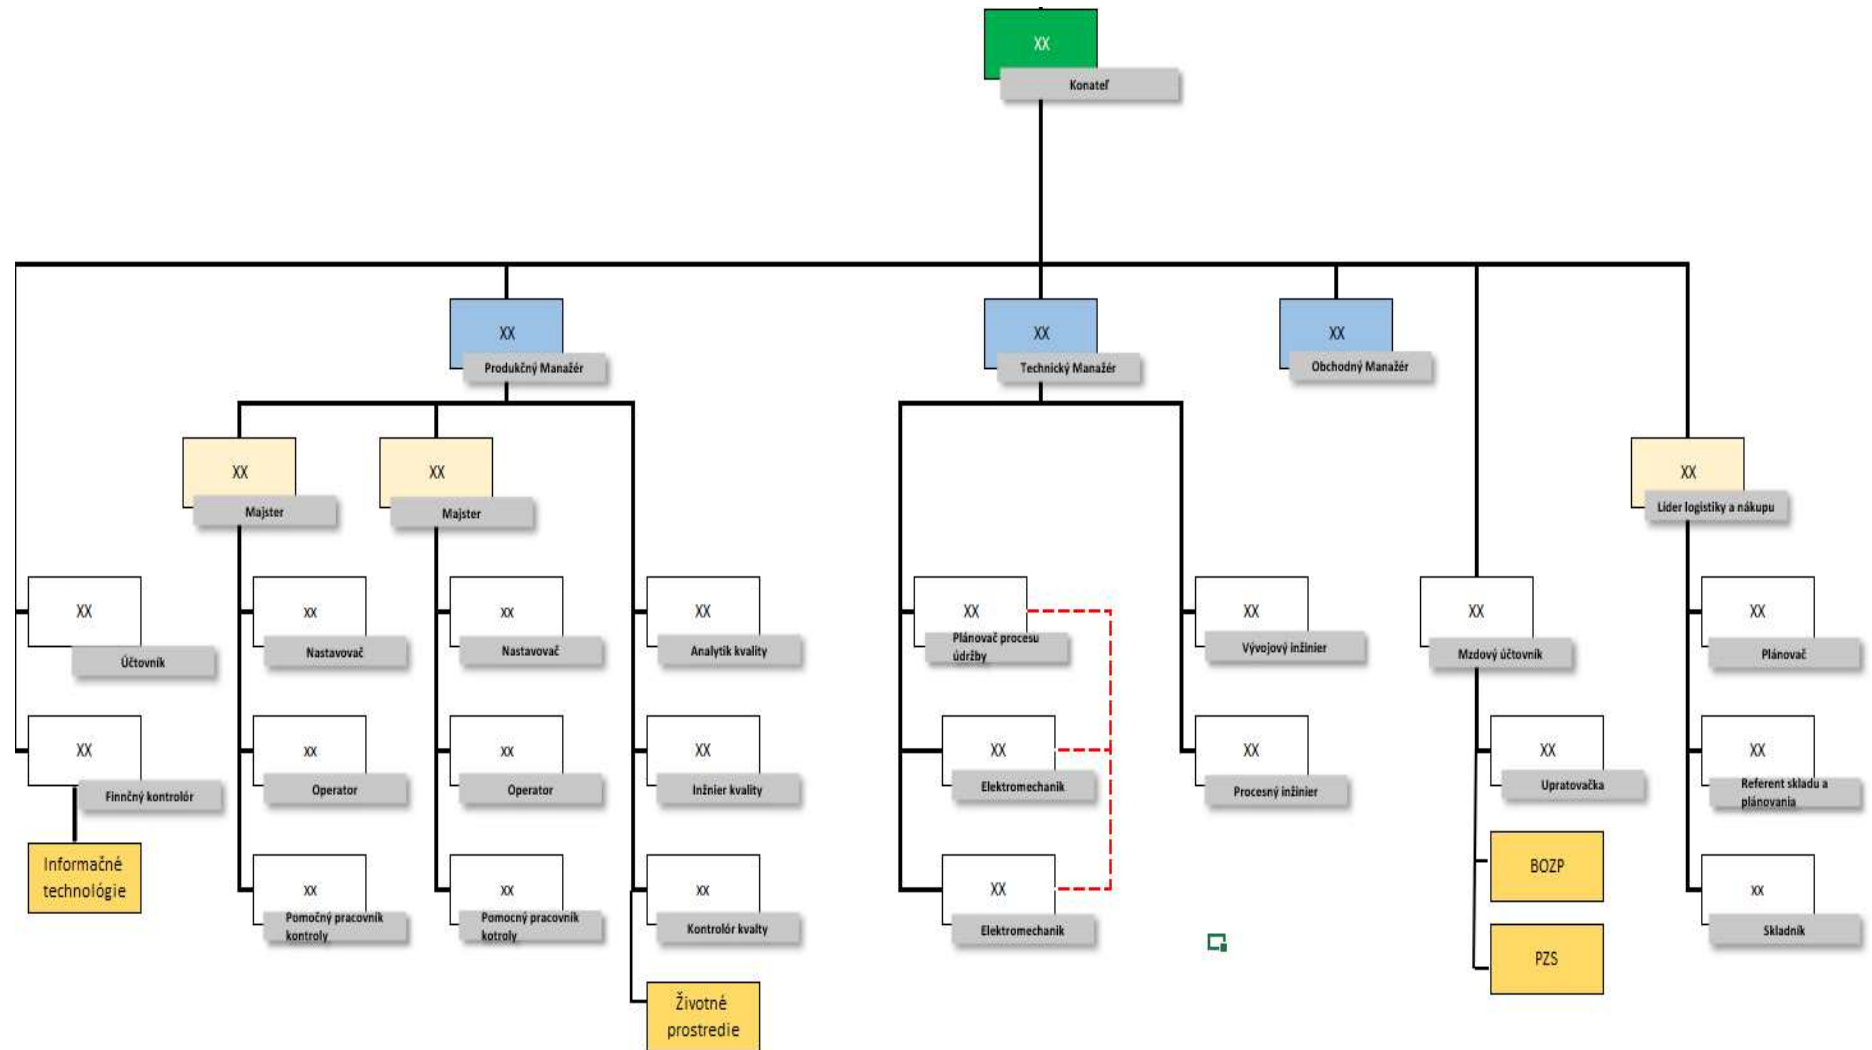 XX
Konateľ
XX
Produkčný Manažér
XX
Technický Manažér
XX
Obchodný Manažér
XX
Majster
XX
Majster
XX
Líder logistiky a nákupu
XX
Účtovník
xx
Nastavovač
xx
Nastavovač
XX
Analytik kvality
XX
Plánovač procesu
údržby
XX
Vývojový inžinier
XX
Mzdový účtovník
XX
Plánovač
XX
Finnčný kontrolór
xx
Operator
xx
Operator
XX
Inžnier kvality
XX
Elektromechanik
XX
Procesný inžinier
XX
Upratovačka
XX
Referent skladu a
plánovania
Informačné
technológie
xx
Pomočný pracovník
kontroly
xx
Pomocný pracovník
kotroly
xx
Kontrolór kvalty
XX
Elektromechanik
BOZP
xx
Skladník
PZS
Životné
prostredie